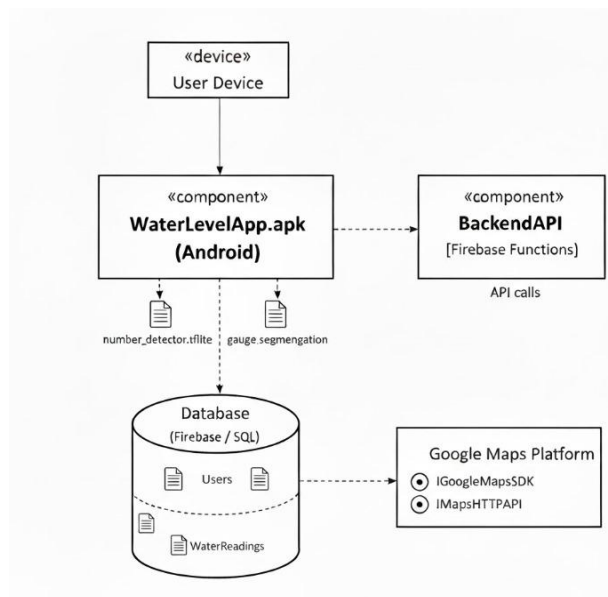 «device»
User Device
«component»
WaterLevelApp.apk
(Android)
«component»
BackendAPI
[Firebase Functions]
API calls
number_detector.tflite
gauge.segmengation
Database
(Firebase / SQL)
Users
WaterReadings
Google Maps Platform
IGoogleMapsSDK
IMapsHTTPAPI